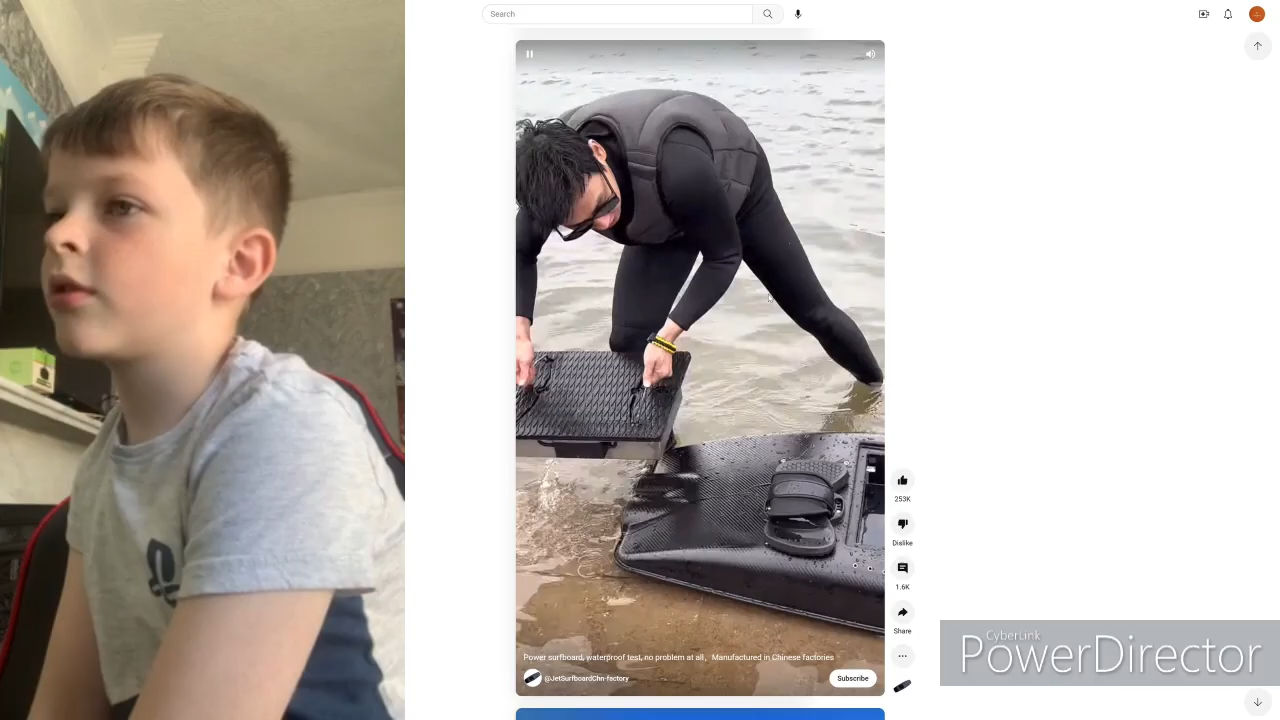 Search
253K
Dislike
1.6K
Share
Power surfboard, waterproof test, no problem at all，Manufactured in Chinese factories
@JetSurfboardChn-factory
Subscribe
CyberLink
PowerDirector